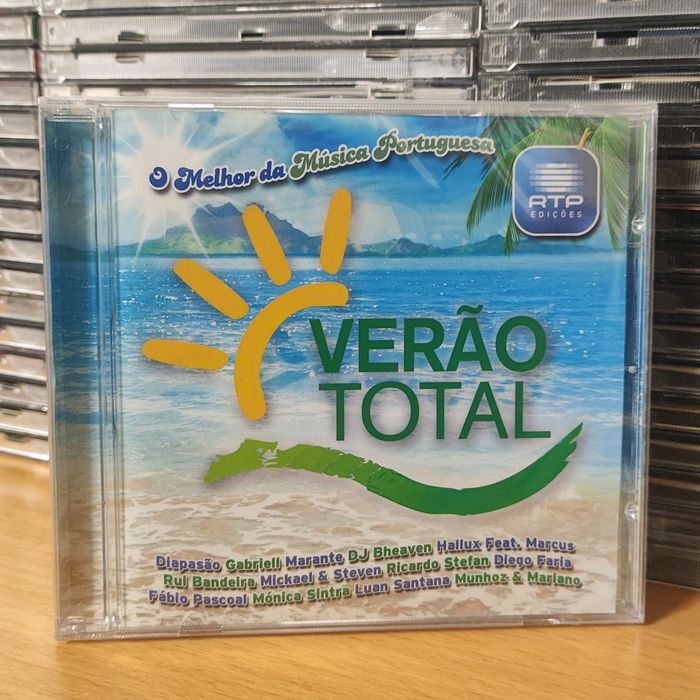 O Melhor da Música Portuguesa
RTP
EDIÇÕES
VERÃO
TOTAL
Diapasão Gabriell Marante DJ Bheaven Hallux Feat. Marcus
Rui Bandeira Mickael & Steven Ricardo Stefan Diego Faria
Fábio Pascoal Mónica Sintra Luan Santana Munhoz & Mariano